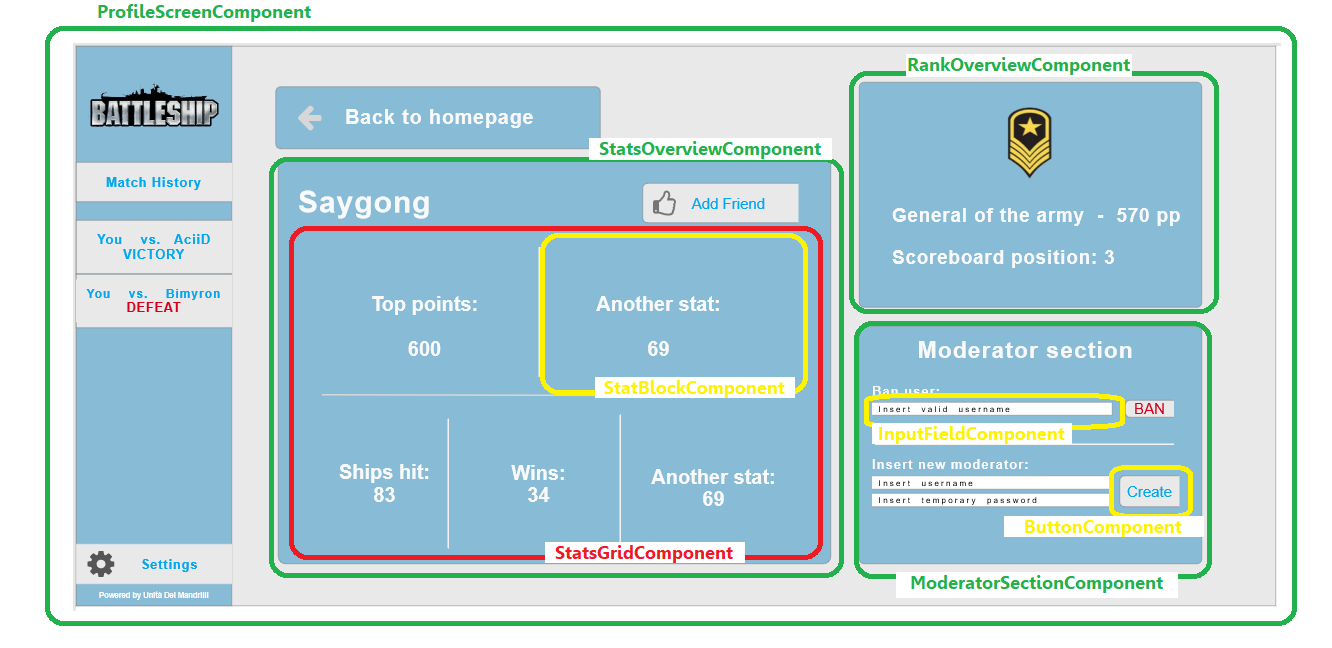 ProfileScreenComponent
BATTLESHIP
Match History
You vs. AciiD
VICTORY
You vs. Bimyron
DEFEAT
Settings
Powered by Unità Dei Mandrilli
Back to homepage
StatsOverviewComponent
Saygong
Add Friend
Top points:
600
Another stat:
69
StatBlockComponent
Ships hit:
83
Wins:
34
Another stat:
69
StatsGridComponent
RankOverviewComponent
General of the army - 570 pp
Scoreboard position: 3
Moderator section
Ban user:
Insert valid username
BAN
InputFieldComponent
Insert new moderator:
Insert username
Insert temporary password
Create
ButtonComponent
ModeratorSectionComponent